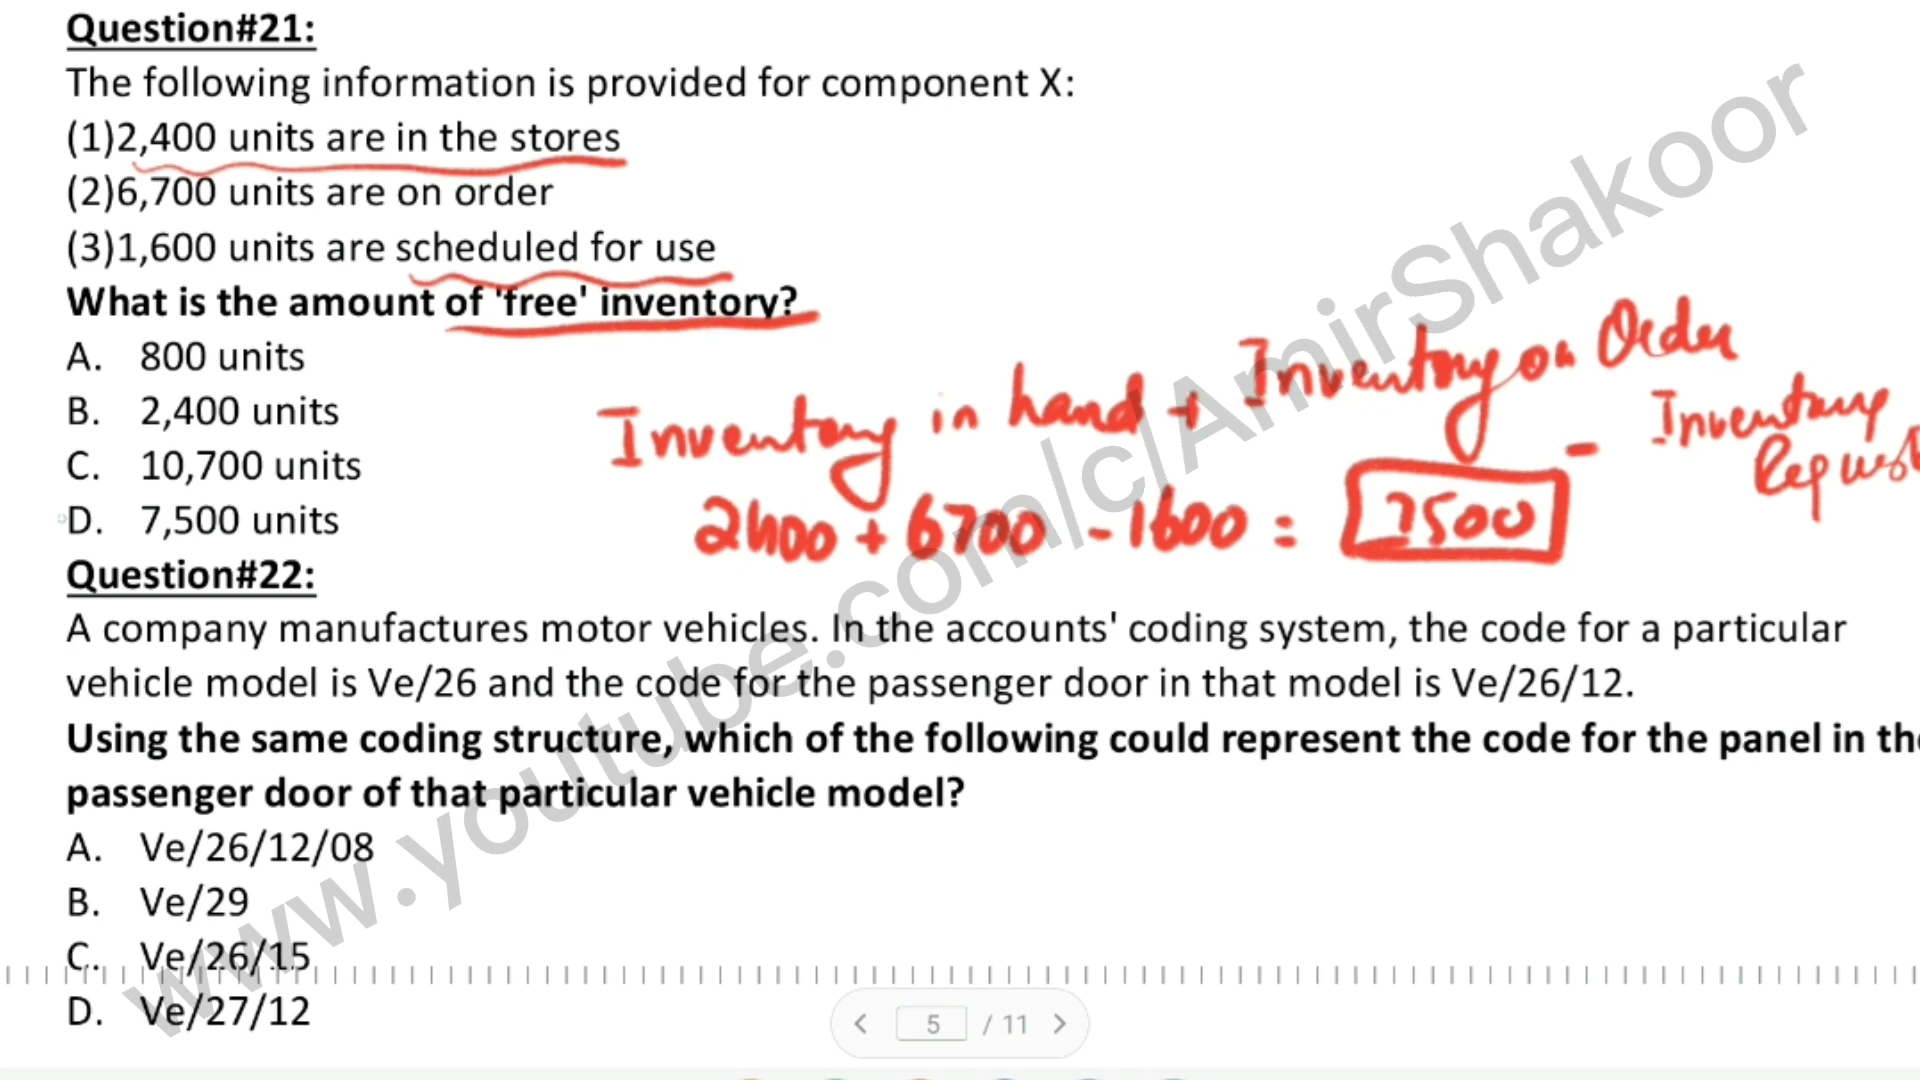 Question#21:
The following information is provided for component X:
(1)2,400 units are in the stores
(2)6,700 units are on order
(3)1,600 units are scheduled for use
What is the amount of 'free' inventory?
A. 800 units
B. 2,400 units
C. 10,700 units
D. 7,500 units
Inventory in hand + Inventory on Order
- Inventory
2400 + 6700 - 1600 = 7500
Question#22:
A company manufactures motor vehicles. In the accounts' coding system, the code for a particular
vehicle model is Ve/26 and the code for the passenger door in that model is Ve/26/12.
Using the same coding structure, which of the following could represent the code for the panel in the
passenger door of that particular vehicle model?
A. Ve/26/12/08
B. Ve/29
C. Ve/26/15
D. Ve/27/12
www.youtube.com/c/AmirShakoor
5 / 11